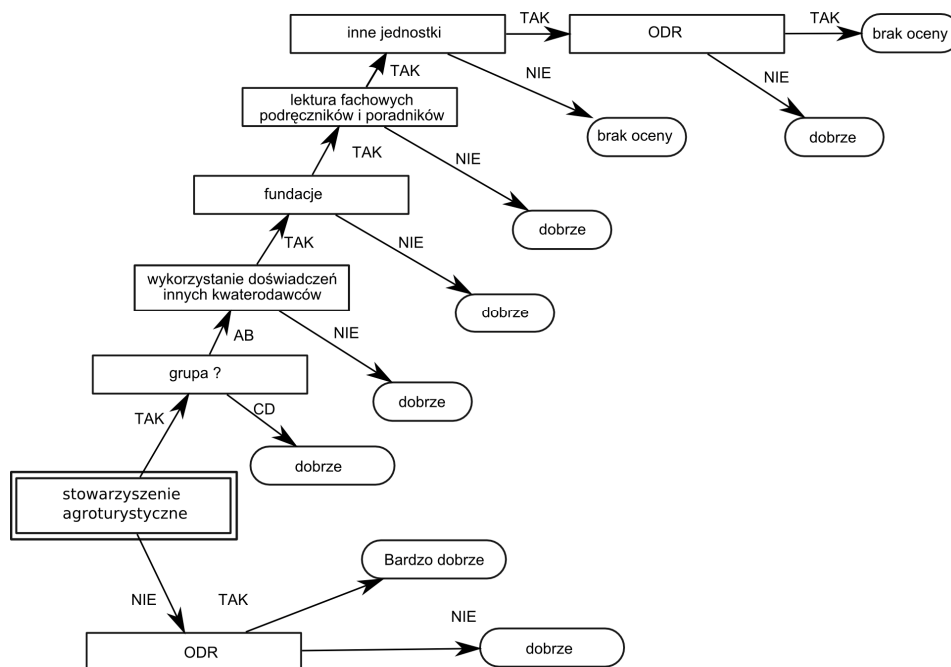 inne jednostki
TAK
ODR
TAK
brak oceny
TAK
NIE
NIE
lektura fachowych
podręczników i poradników
brak oceny
dobrze
TAK
NIE
fundacje
dobrze
TAK
NIE
wykorzystanie doświadczeń
innych kwaterodawców
dobrze
AB
NIE
grupa ?
dobrze
TAK
CD
dobrze
stowarzyszenie
agroturystyczne
Bardzo dobrze
NIE
TAK
NIE
ODR
dobrze